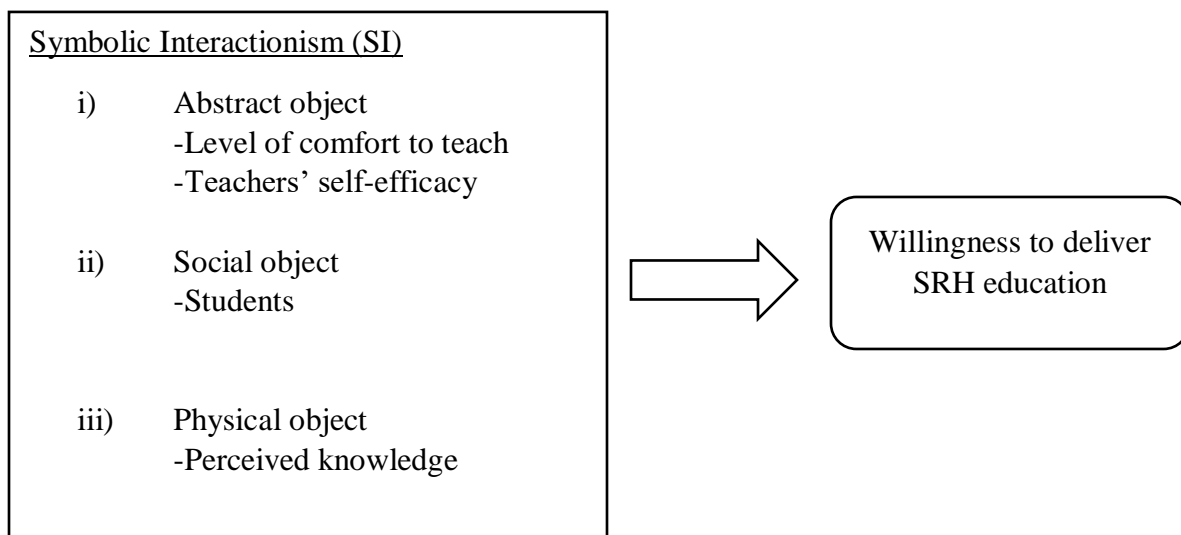 Symbolic Interactionism (SI)
i) Abstract object
-Level of comfort to teach
-Teachers’ self-efficacy
ii) Social object
-Students
iii) Physical object
-Perceived knowledge
Willingness to deliver
SRH education